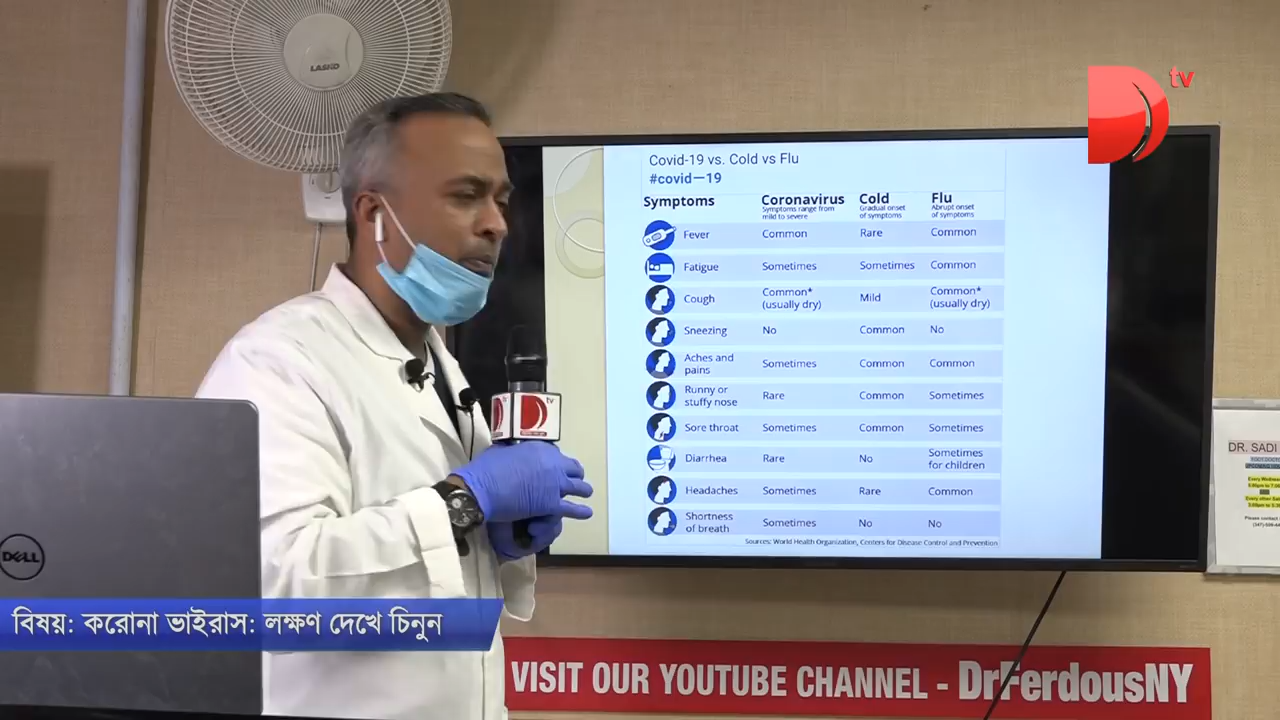 LASKO
tv
Covid-19 vs. Cold vs Flu
#covid—19
Symptoms Coronavirus Cold Flu
Symptoms range from mild to severe Gradual onset of symptoms Abrupt onset of symptoms
Fever Common Rare Common
Fatigue Sometimes Sometimes Common
Cough Common* (usually dry) Mild Common* (usually dry)
Sneezing No Common No
Aches and pains Sometimes Common Common
Runny or stuffy nose Rare Common Sometimes
Sore throat Sometimes Common Sometimes
Diarrhea Rare No Sometimes for children
Headaches Sometimes Rare Common
Shortness of breath Sometimes No No
Sources: World Health Organization, Centers for Disease Control and Prevention
tv
DR. SADI
Every other
Please contact
DELL
বিষয়: করোনা ভাইরাস: লক্ষণ দেখে চিনুন
VISIT OUR YOUTUBE CHANNEL - DrFerdousNY